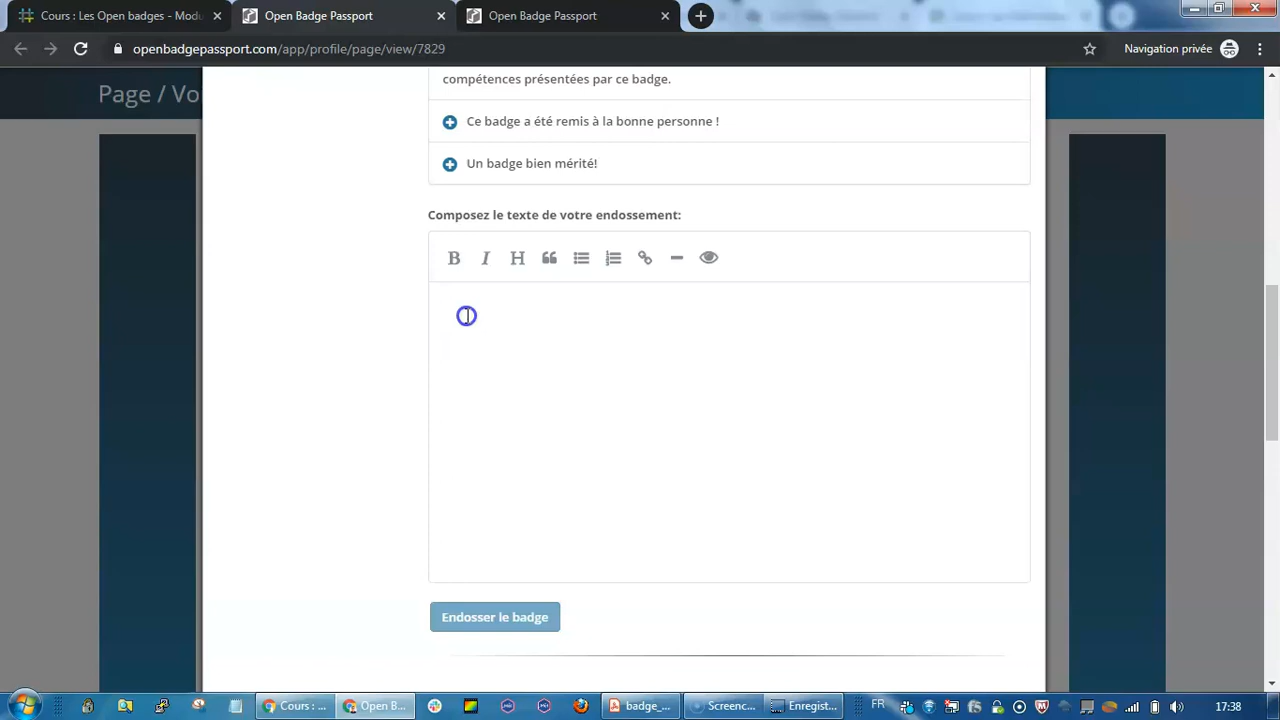 Cours : Les Open badges - Modu
Open Badge Passport
Open Badge Passport
openbadgepassport.com/app/profile/page/view/7829
Navigation privée
Page / Vo
compétences présentées par ce badge.
Ce badge a été remis à la bonne personne !
Un badge bien mérité!
Composez le texte de votre endossement:
B I H
Endosser le badge
Cours : ...
Open B...
badge_...
Screenc...
Enregist...
FR
17:38